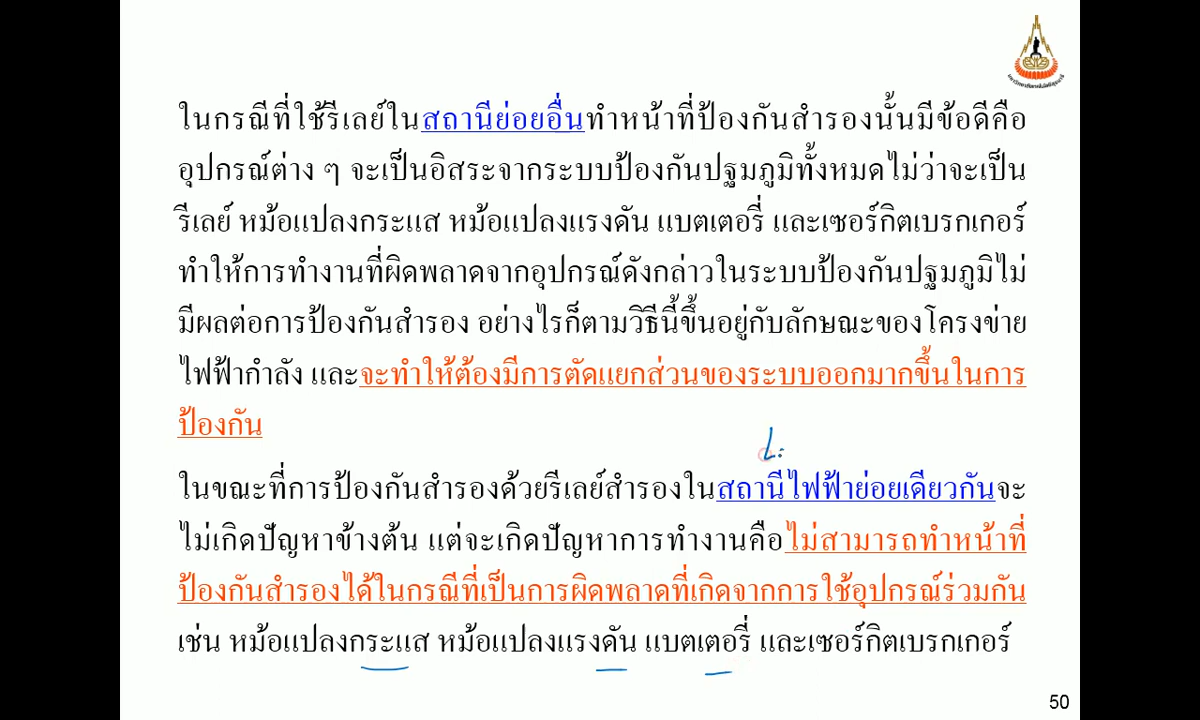 ในกรณีที่ใช้รีเลย์ในสถานีย่อยอื่นทำหน้าที่ป้องกันสำรองนั้นมีข้อดีคือ
อุปกรณ์ต่าง ๆ จะเป็นอิสระจากระบบป้องกันปฐมภูมิทั้งหมดไม่ว่าจะเป็น
รีเลย์ หม้อแปลงกระแส หม้อแปลงแรงดัน แบตเตอรี่ และเซอร์กิตเบรกเกอร์
ทำให้การทำงานที่ผิดพลาดจากอุปกรณ์ดังกล่าวในระบบป้องกันปฐมภูมิไม่
มีผลต่อการป้องกันสำรอง อย่างไรก็ตามวิธีนี้ขึ้นอยู่กับลักษณะของโครงข่าย
ไฟฟ้ากำลัง และจะทำให้ต้องมีการตัดแยกส่วนของระบบออกมากขึ้นในการ
ป้องกัน
ในขณะที่การป้องกันสำรองด้วยรีเลย์สำรองในสถานีไฟฟ้าย่อยเดียวกันจะ
ไม่เกิดปัญหาข้างต้น แต่จะเกิดปัญหาการทำงานคือไม่สามารถทำหน้าที่
ป้องกันสำรองได้ในกรณีที่เป็นการผิดพลาดที่เกิดจากการใช้อุปกรณ์ร่วมกัน
เช่น หม้อแปลงกระแส หม้อแปลงแรงดัน แบตเตอรี่ และเซอร์กิตเบรกเกอร์
50